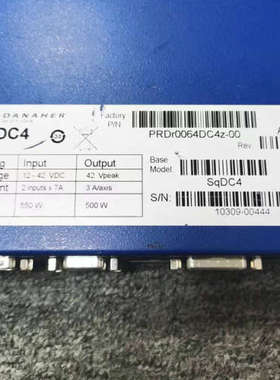 DANAHER
DC4
Factory
P/N
PRDr0064DC4z-00
Rev
Input
Output
12 - 42 VDC
42 Vpeak
2 inputs x 7A
3 A/axis
550 W
500 W
Base
Model
SqDC4
S/N:
10309-00444